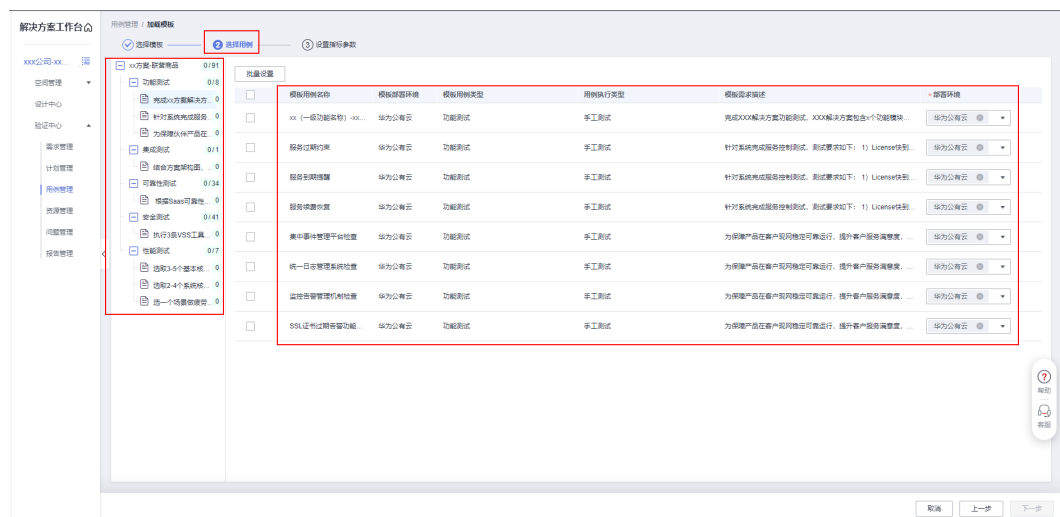 解决方案工作台
用例管理 / 加载模板
选择模板
2 选择用例
3 设置指标参数
xxx公司-xx...
空间管理
设计中心
验证中心
需求管理
计划管理
用例管理
资源管理
问题管理
报告管理
xx方案-联营商品 0/91
功能测试 0/8
完成xx方案解决方... 0
针对系统完成服务... 0
为保障伙伴产品在... 0
集成测试 0/1
结合方案架构图、... 0
可靠性测试 0/34
根据Saas可靠性... 0
安全测试 0/41
执行3条VSS工具... 0
性能测试 0/7
选取3-5个基本核... 0
选取2-4个系统核... 0
选一个场景做疲劳... 0
批量设置
模板用例名称 模板部署环境 模板用例类型 用例执行类型 模板需求描述 * 部署环境
xx（一级功能名称）-xx... 华为公有云 功能测试 手工测试 完成XXX解决方案功能测试。XXX解决方案包含x个功能模块... 华为公有云
服务过期约束 华为公有云 功能测试 手工测试 针对系统完成服务控制测试。测试要求如下： 1）License快到... 华为公有云
服务到期提醒 华为公有云 功能测试 手工测试 针对系统完成服务控制测试。测试要求如下： 1）License快到... 华为公有云
服务续费恢复 华为公有云 功能测试 手工测试 针对系统完成服务控制测试。测试要求如下： 1）License快到... 华为公有云
集中事件管理平台检查 华为公有云 功能测试 手工测试 为保障产品在客户现网稳定可靠运行，提升客户服务满意度，... 华为公有云
统一日志管理系统检查 华为公有云 功能测试 手工测试 为保障产品在客户现网稳定可靠运行，提升客户服务满意度，... 华为公有云
监控告警管理机制检查 华为公有云 功能测试 手工测试 为保障产品在客户现网稳定可靠运行，提升客户服务满意度，... 华为公有云
SSL证书过期告警功能... 华为公有云 功能测试 手工测试 为保障产品在客户现网稳定可靠运行，提升客户服务满意度，... 华为公有云
帮助
客服
取消 上一步 下一步